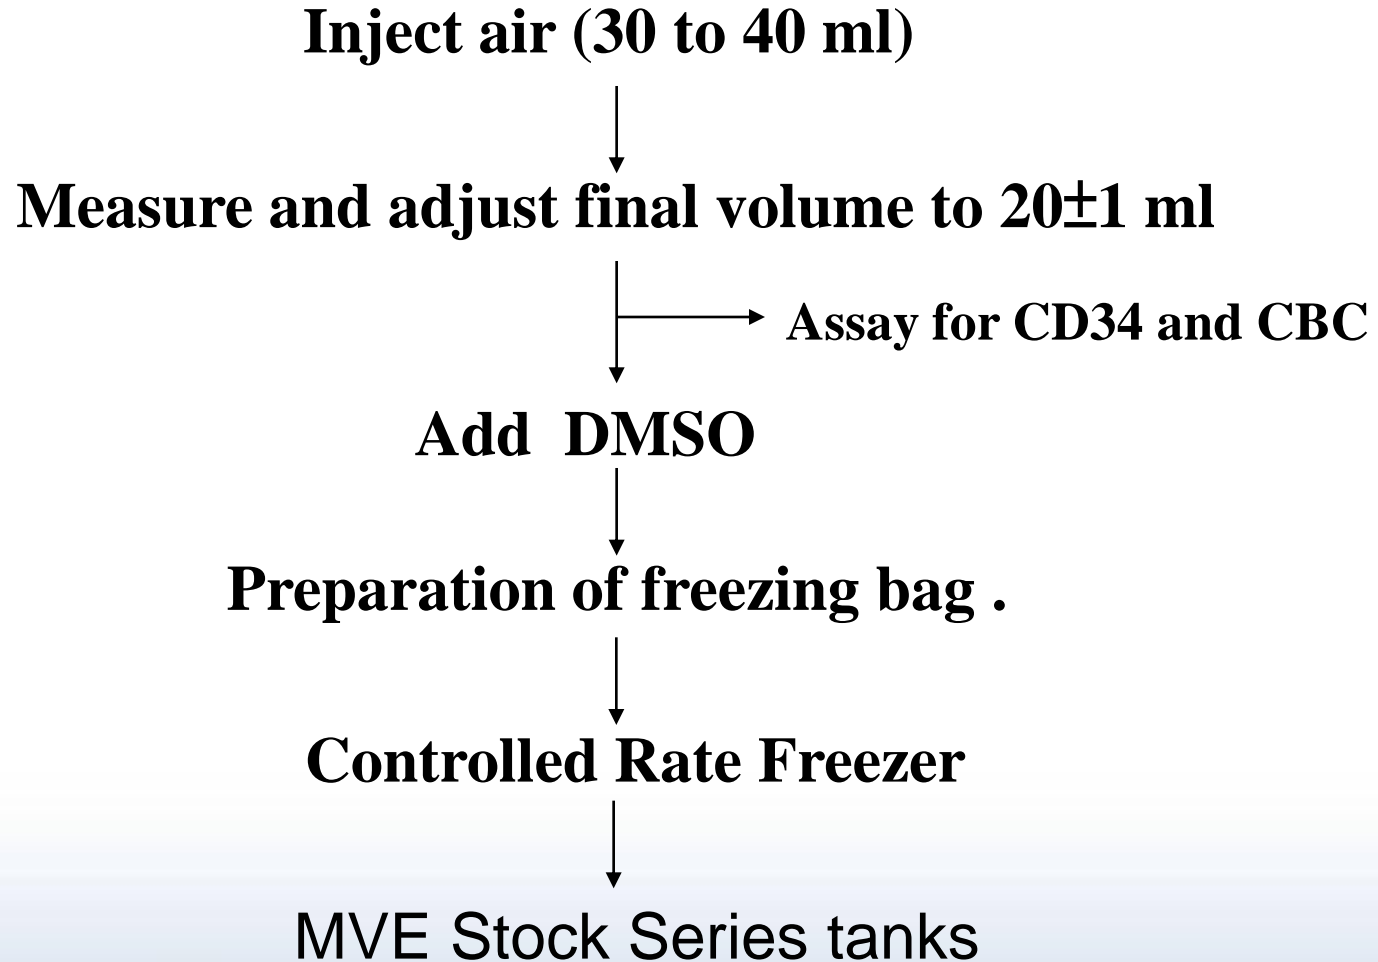 Inject air (30 to 40 ml)
Measure and adjust final volume to 20±1 ml
Assay for CD34 and CBC
Add DMSO
Preparation of freezing bag .
Controlled Rate Freezer
MVE Stock Series tanks